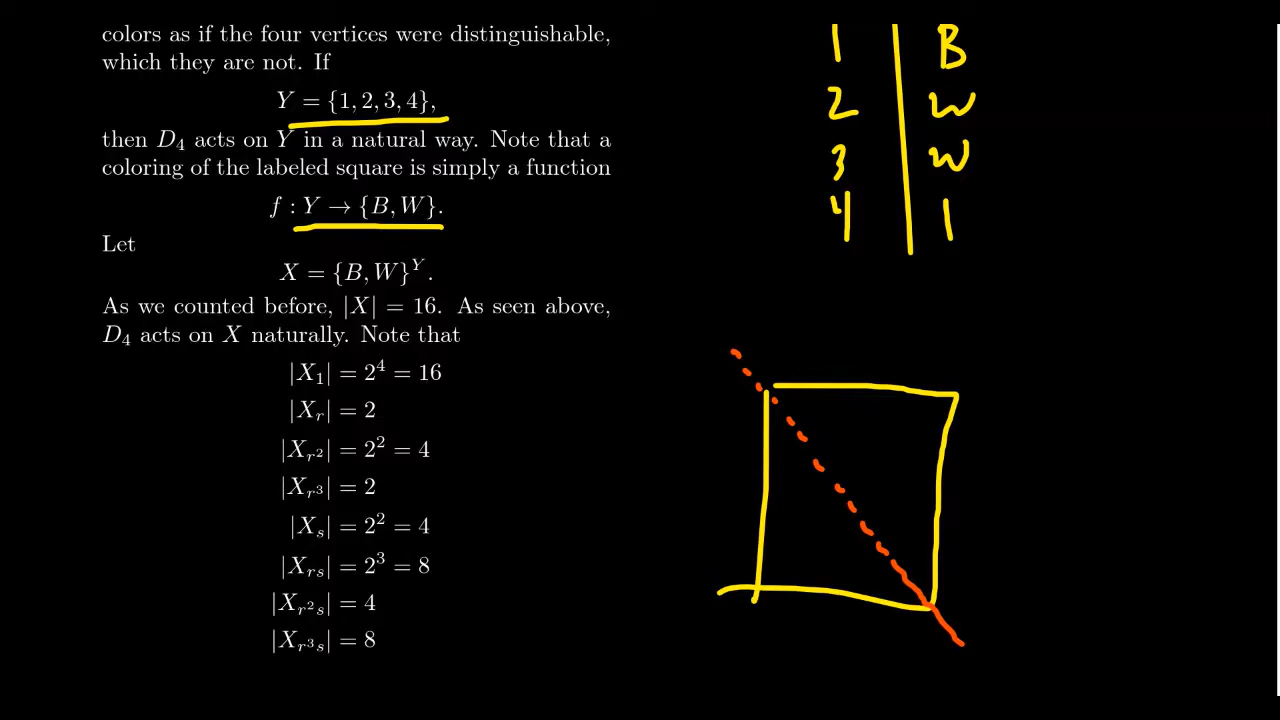 colors as if the four vertices were distinguishable,
which they are not. If
Y = {1, 2, 3, 4},
then D₄ acts on Y in a natural way. Note that a
coloring of the labeled square is simply a function
f : Y → {B, W}.
Let
X = {B, W}^Y.
As we counted before, |X| = 16. As seen above,
D₄ acts on X naturally. Note that
|X₁| = 2⁴ = 16
|X_r| = 2
|X_{r²}| = 2² = 4
|X_{r³}| = 2
|X_s| = 2² = 4
|X_{rs}| = 2³ = 8
|X_{r²s}| = 4
|X_{r³s}| = 8
1 B
2 W
3 W
4 1